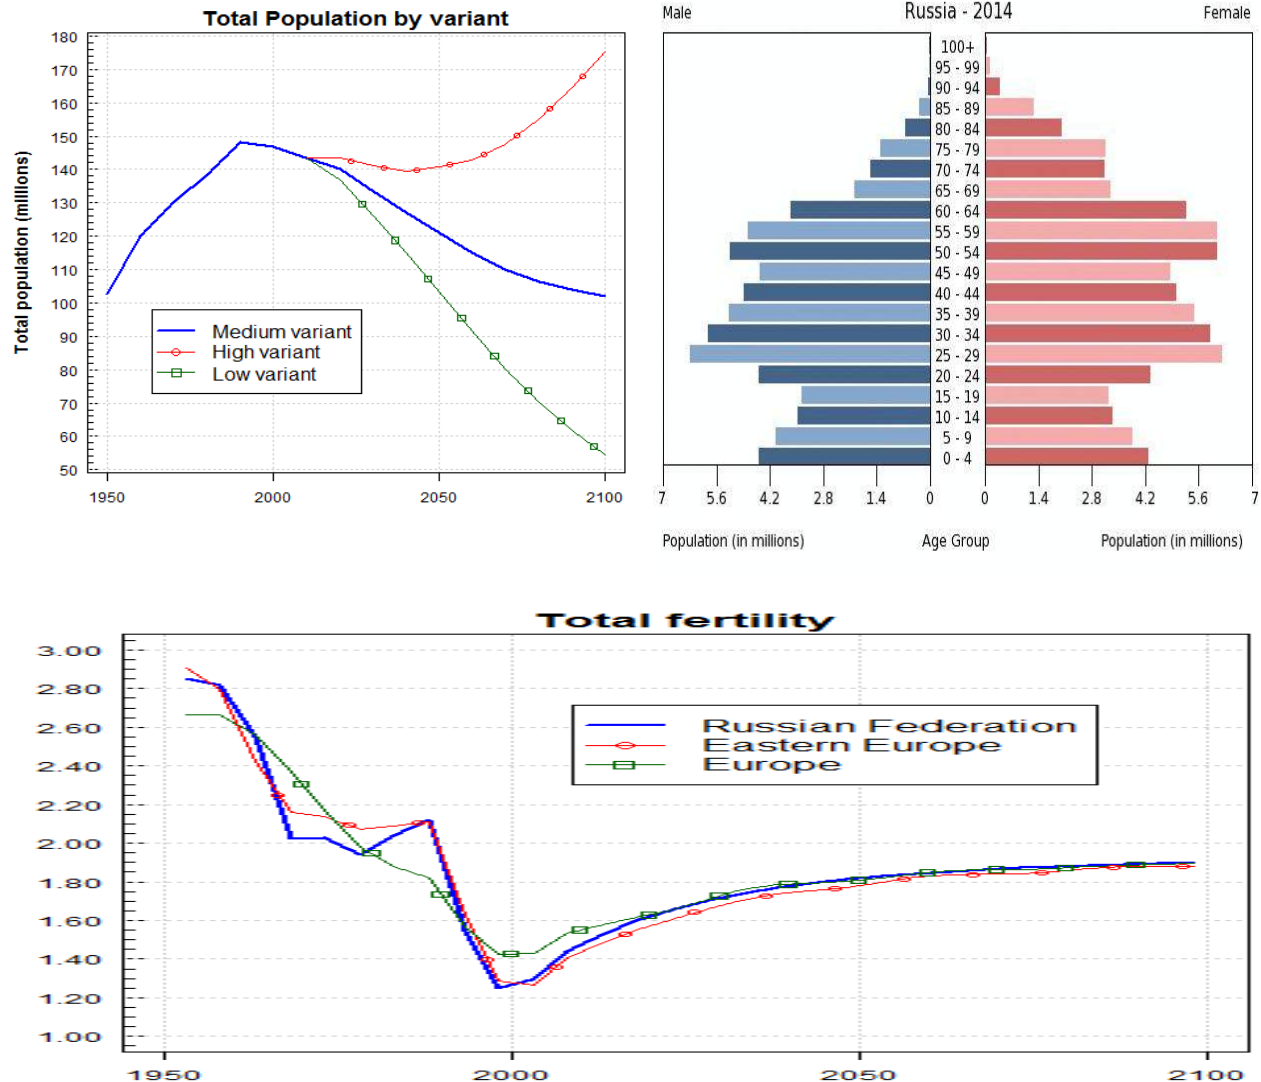 Total Population by variant
Total population (millions)
180
170
160
150
140
130
120
110
100
90
80
70
60
50
1950 2000 2050 2100
Medium variant
High variant
Low variant
Male Russia - 2014 Female
100+
95 - 99
90 - 94
85 - 89
80 - 84
75 - 79
70 - 74
65 - 69
60 - 64
55 - 59
50 - 54
45 - 49
40 - 44
35 - 39
30 - 34
25 - 29
20 - 24
15 - 19
10 - 14
5 - 9
0 - 4
7 5.6 4.2 2.8 1.4 0 0 1.4 2.8 4.2 5.6 7
Population (in millions) Age Group Population (in millions)
Total fertility
3.00
2.80
2.60
2.40
2.20
2.00
1.80
1.60
1.40
1.20
1.00
1950 2000 2050 2100
Russian Federation
Eastern Europe
Europe